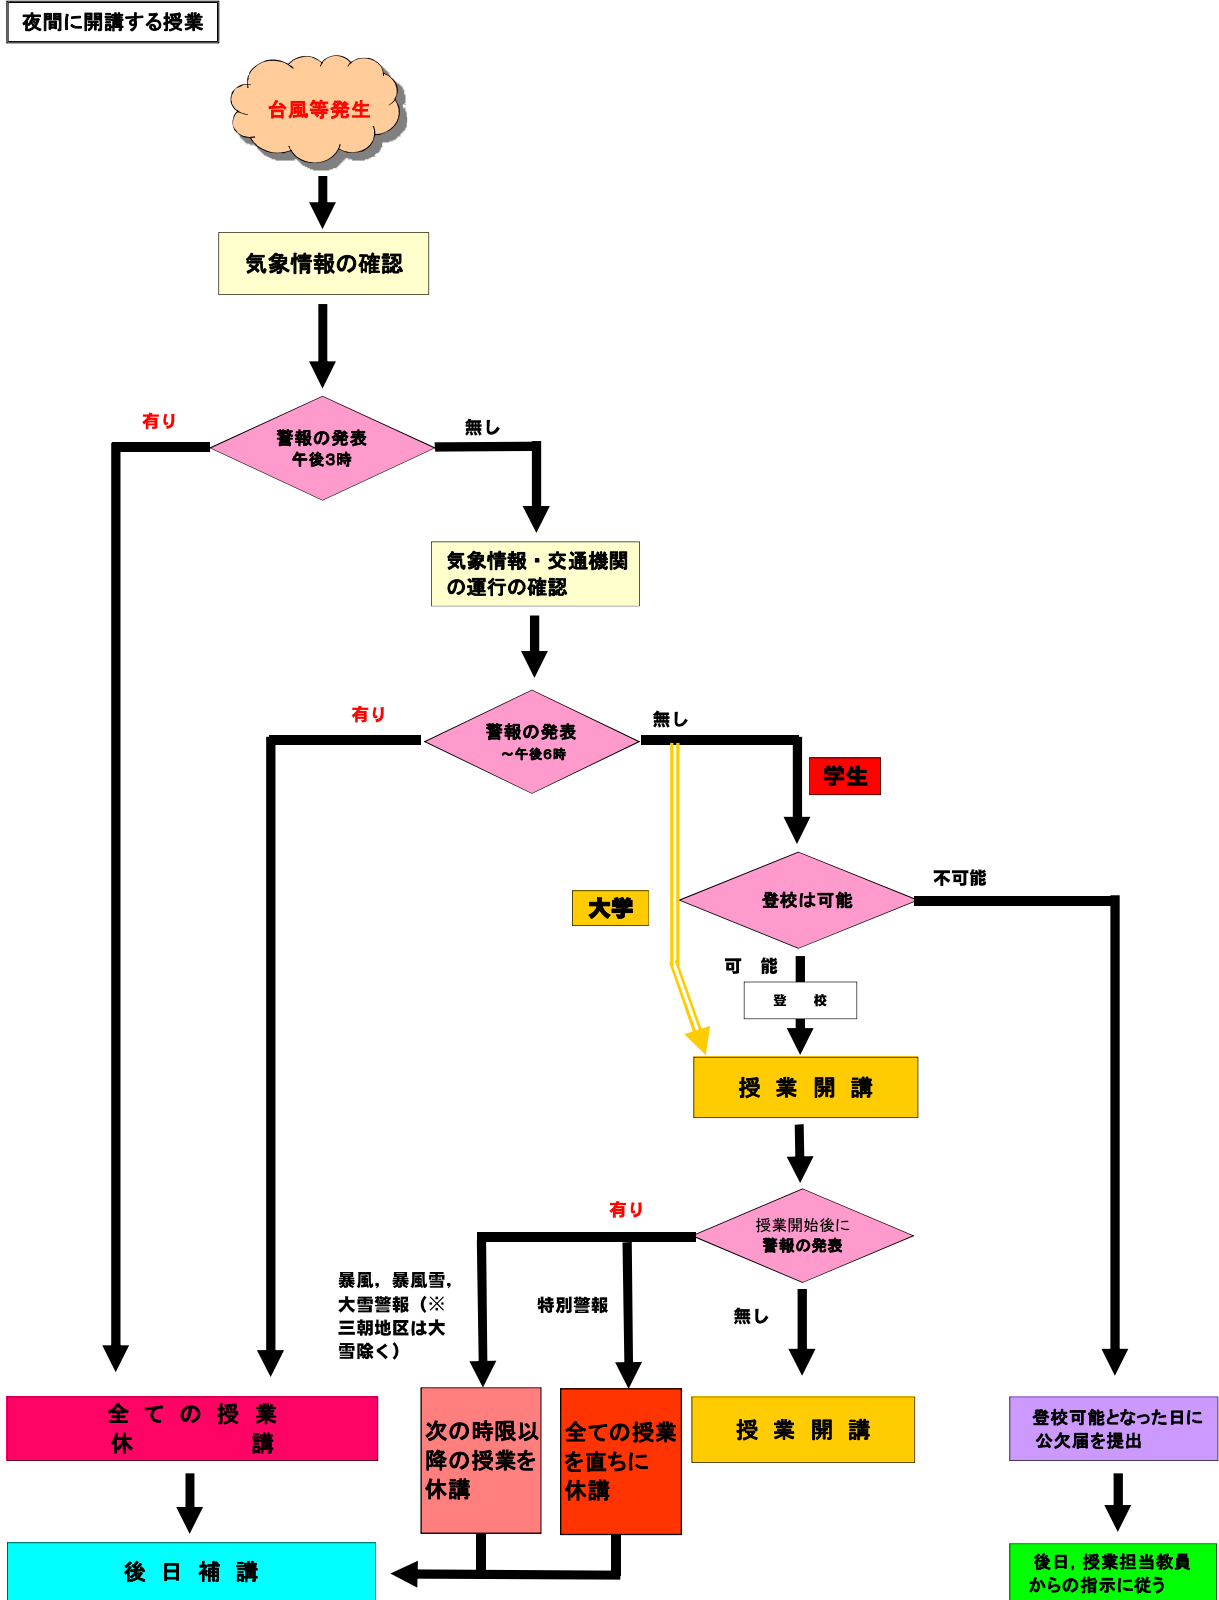 夜間に開講する授業
台風等発生
気象情報の確認
有り
無し
警報の発表
午後3時
気象情報・交通機関
の運行の確認
有り
無し
警報の発表
～午後6時
学生
不可能
登校は可能
大学
可　能
登　　校
授　業　開　講
有り
授業開始後に
警報の発表
暴風，暴風雪，
大雪警報（※
三朝地区は大
雪除く）
特別警報
無し
全　て　の　授　業
休　　　　　講
次の時限以
降の授業を
休講
全ての授業
を直ちに
休講
授　業　開　講
登校可能となった日に
公欠届を提出
後　日　補　講
後日，授業担当教員
からの指示に従う